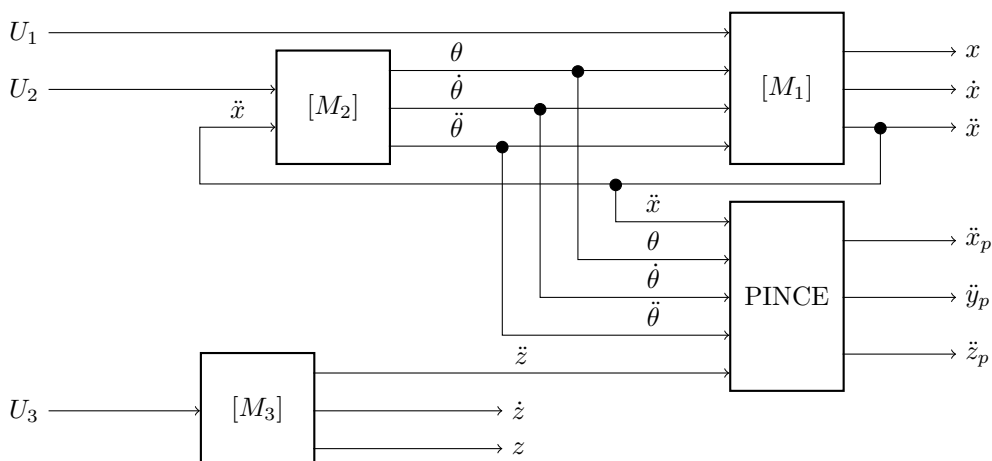 U₁
θ
[M₁]
x
U₂
[M₂]
θ̇
ẋ
ẍ
θ̈
ẍ
ẍ
θ
θ̇
θ̈
PINCE
ẍₚ
ÿₚ
z̈ₚ
z̈
U₃
[M₃]
ż
z